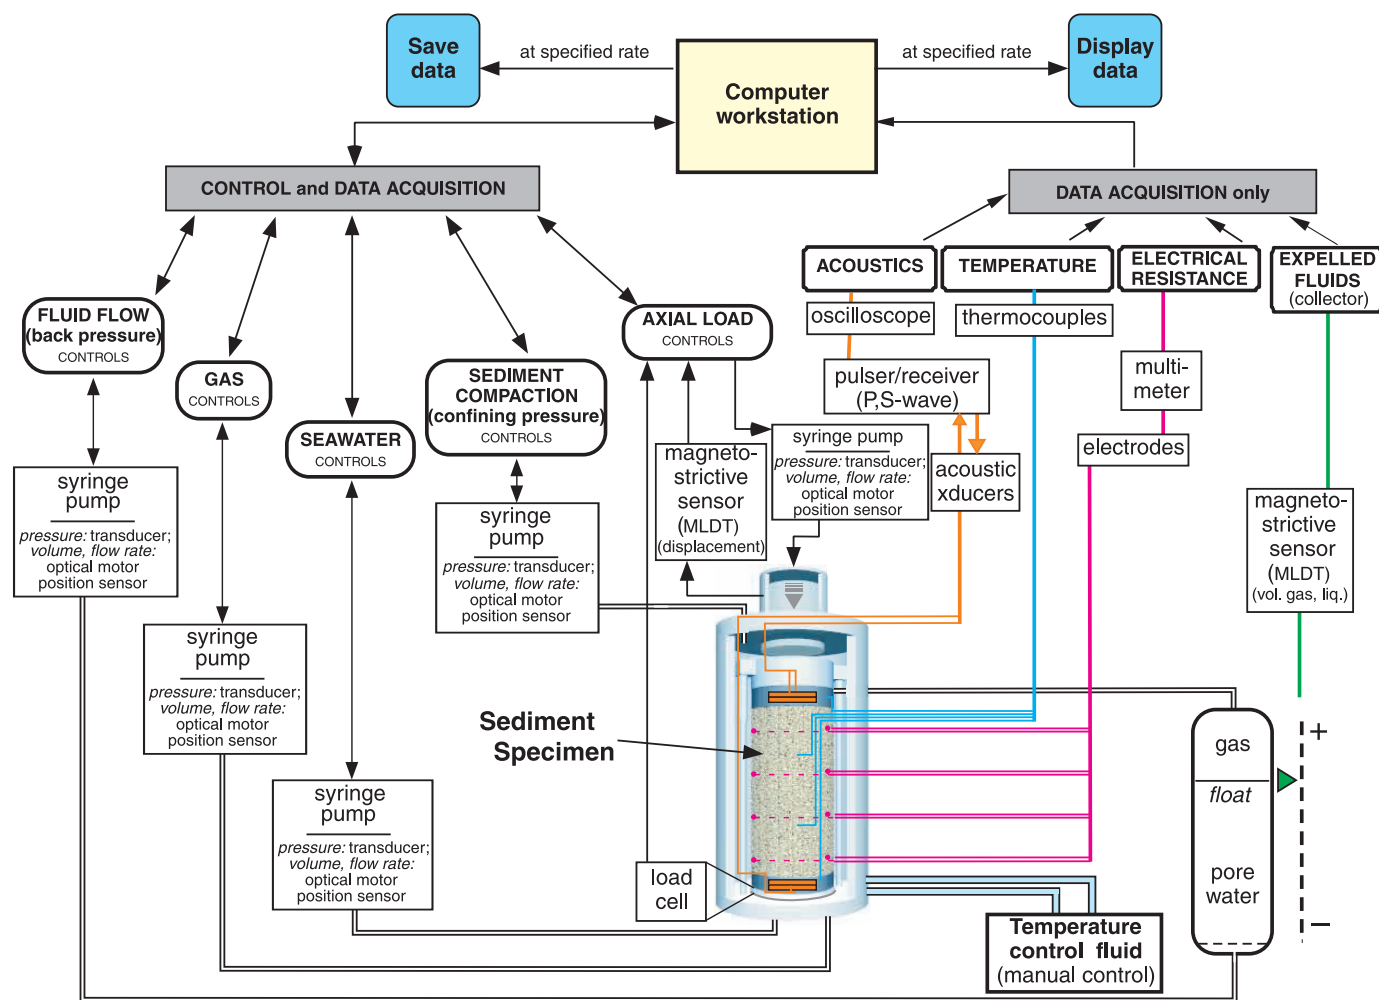 Save
data
at specified rate
Computer
workstation
at specified rate
Display
data
CONTROL and DATA ACQUISITION
DATA ACQUISITION only
ACOUSTICS
TEMPERATURE
ELECTRICAL
RESISTANCE
EXPELLED
FLUIDS
(collector)
FLUID FLOW
(back pressure)
CONTROLS
GAS
CONTROLS
SEAWATER
CONTROLS
SEDIMENT
COMPACTION
(confining pressure)
CONTROLS
AXIAL LOAD
CONTROLS
oscilloscope
thermocouples
pulser/receiver
(P,S-wave)
multi-
meter
electrodes
acoustic
xducers
syringe pump
pressure: transducer;
volume, flow rate:
optical motor
position sensor
magneto-
strictive
sensor
(MLDT)
(displacement)
magneto-
strictive
sensor
(MLDT)
(vol. gas, liq.)
syringe
pump
pressure: transducer;
volume, flow rate:
optical motor
position sensor
syringe
pump
pressure: transducer;
volume, flow rate:
optical motor
position sensor
syringe
pump
pressure: transducer;
volume, flow rate:
optical motor
position sensor
syringe
pump
pressure: transducer;
volume, flow rate:
optical motor
position sensor
Sediment
Specimen
load
cell
gas
float
pore
water
+
−
Temperature
control fluid
(manual control)